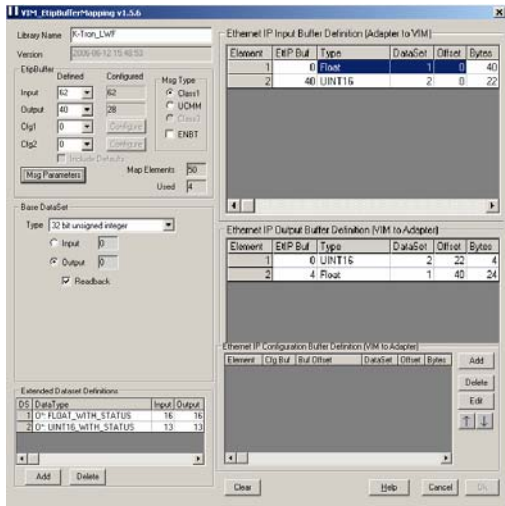 VIM_EtipBufferMapping v1.5.6
Library Name K-Tron_LWF
Version 2006-06-12 15:48:53
EtipBuffer
Defined Configured
Input 62 62
Output 40 28
Cfg1 0 Configure
Cfg2 0 Configure
Include Defaults
Msg Type
Class1
UCMM
Class3
ENBT
Msg Parameters
Map Elements 50
Used 4
Base DataSet
Type 32 bit unsigned integer
Input 0
Output 0
Readback
Extended Dataset Definitions
DS DataType Input Output
1 0*: FLOAT_WITH_STATUS 16 16
2 0*: UINT16_WITH_STATUS 13 13
Add Delete
Ethernet IP Input Buffer Definition (Adapter to VIM)
Element EtIP Buf Type DataSet Offset Bytes
1 0 Float 1 0 40
2 40 UINT16 2 0 22
Ethernet IP Output Buffer Definition (VIM to Adapter)
Element EtIP Buf Type DataSet Offset Bytes
1 0 UINT16 2 22 4
2 4 Float 1 40 24
Ethernet IP Configuration Buffer Definition (VIM to Adapter)
Element Cfg Buf Buf Offset DataSet Offset Bytes
Add
Delete
Edit
Clear Help Cancel Ok